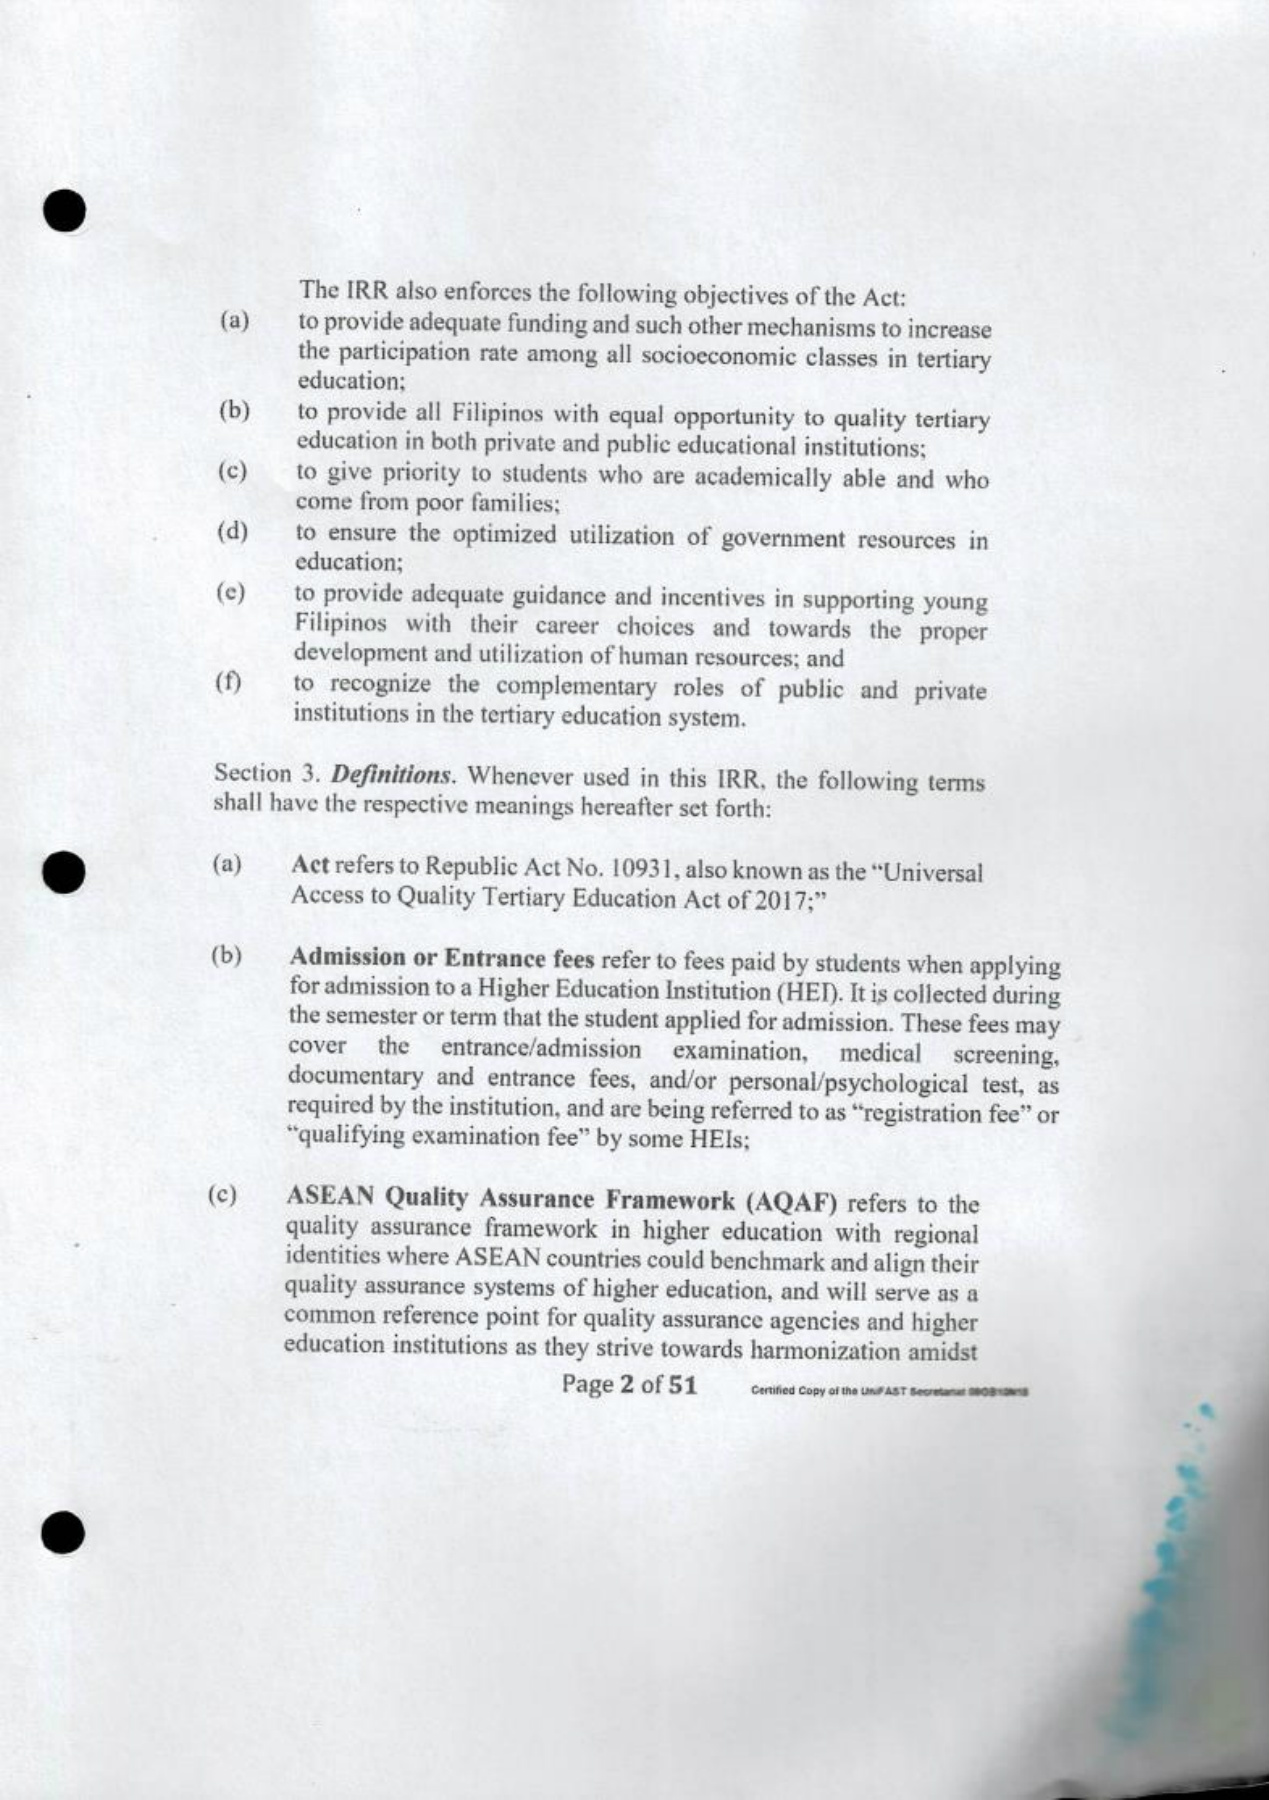 The IRR also enforces the following objectives of the Act:
(a) to provide adequate funding and such other mechanisms to increase
the participation rate among all socioeconomic classes in tertiary
education;
(b) to provide all Filipinos with equal opportunity to quality tertiary
education in both private and public educational institutions;
(c) to give priority to students who are academically able and who
come from poor families;
(d) to ensure the optimized utilization of government resources in
education;
(e) to provide adequate guidance and incentives in supporting young
Filipinos with their career choices and towards the proper
development and utilization of human resources; and
(f) to recognize the complementary roles of public and private
institutions in the tertiary education system.
Section 3. Definitions. Whenever used in this IRR, the following terms
shall have the respective meanings hereafter set forth:
(a) Act refers to Republic Act No. 10931, also known as the “Universal
Access to Quality Tertiary Education Act of 2017;”
(b) Admission or Entrance fees refer to fees paid by students when applying
for admission to a Higher Education Institution (HEI). It is collected during
the semester or term that the student applied for admission. These fees may
cover the entrance/admission examination, medical screening,
documentary and entrance fees, and/or personal/psychological test, as
required by the institution, and are being referred to as “registration fee” or
“qualifying examination fee” by some HEIs;
(c) ASEAN Quality Assurance Framework (AQAF) refers to the
quality assurance framework in higher education with regional
identities where ASEAN countries could benchmark and align their
quality assurance systems of higher education, and will serve as a
common reference point for quality assurance agencies and higher
education institutions as they strive towards harmonization amidst
Page 2 of 51 Certified Copy of the UniFAST Secretariat